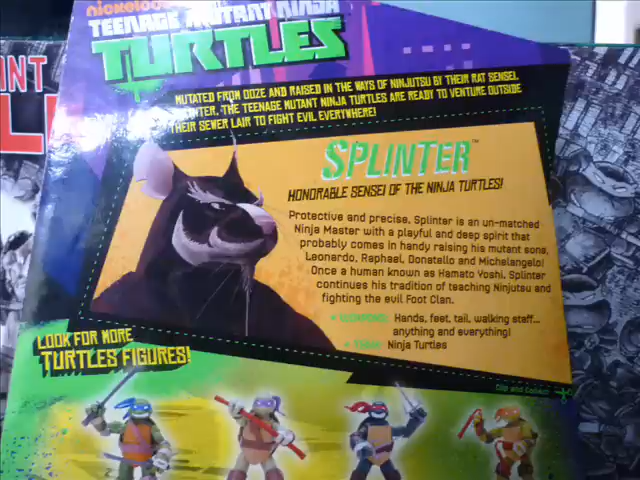 nickelodeon
TEENAGE MUTANT NINJA
TURTLES
MUTATED FROM OOZE AND RAISED IN THE WAYS OF NINJUTSU BY THEIR RAT SENSEI,
THE TEENAGE MUTANT NINJA TURTLES ARE READY TO VENTURE OUTSIDE
THEIR SEWER LAIR TO FIGHT EVIL EVERYWHERE!
SPLINTER™
HONORABLE SENSEI OF THE NINJA TURTLES!
Protective and precise, Splinter is an un-matched
Ninja Master with a playful and deep spirit that
probably comes in handy raising his mutant sons,
Leonardo, Raphael, Donatello and Michelangelo!
Once a human known as Hamato Yoshi, Splinter
continues his tradition of teaching Ninjutsu and
fighting the evil Foot Clan.
WEAPONS: Hands, feet, tail, walking staff...
anything and everything!
TEAM: Ninja Turtles
LOOK FOR MORE
TURTLES FIGURES!
Clip and Collect